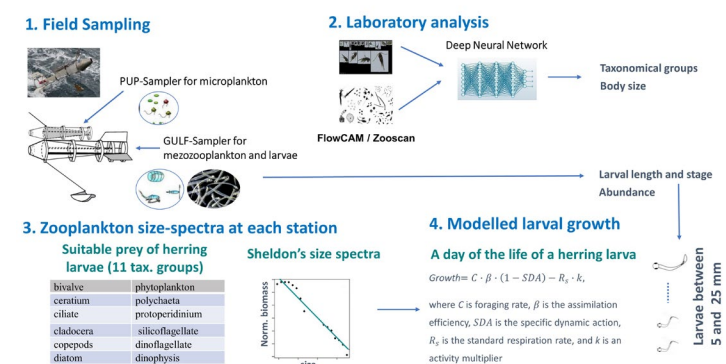 1. Field Sampling
PUP-Sampler for microplankton
GULF-Sampler for
mezozooplankton and larvae
2. Laboratory analysis
Deep Neural Network
FlowCAM / Zooscan
Taxonomical groups
Body size
Larval length and stage
Abundance
3. Zooplankton size-spectra at each station
Suitable prey of herring
larvae (11 tax. groups)
bivalve phytoplankton
ceratium polychaeta
ciliate protoperidinium
cladocera silicoflagellate
copepods dinoflagellate
diatom dinophysis
Sheldon's size spectra
Norm. biomass
size
4. Modelled larval growth
A day of the life of a herring larva
Growth= C · β · (1 − SDA) − Rₛ · k,
where C is foraging rate, β is the assimilation
efficiency, SDA is the specific dynamic action,
Rₛ is the standard respiration rate, and k is an
activity multiplier
Larvae between
5 and 25 mm